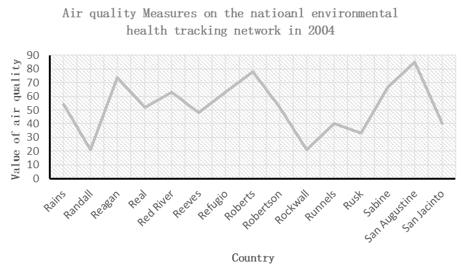 Air quality Measures on the natioanl environmental
health tracking network in 2004
Value of air quality
90
80
70
60
50
40
30
20
10
0
Rains
Randall
Reagan
Real
Red River
Reeves
Refugio
Roberts
Robertson
Rockwall
Runnels
Rusk
Sabine
San Augustine
San Jacinto
Country